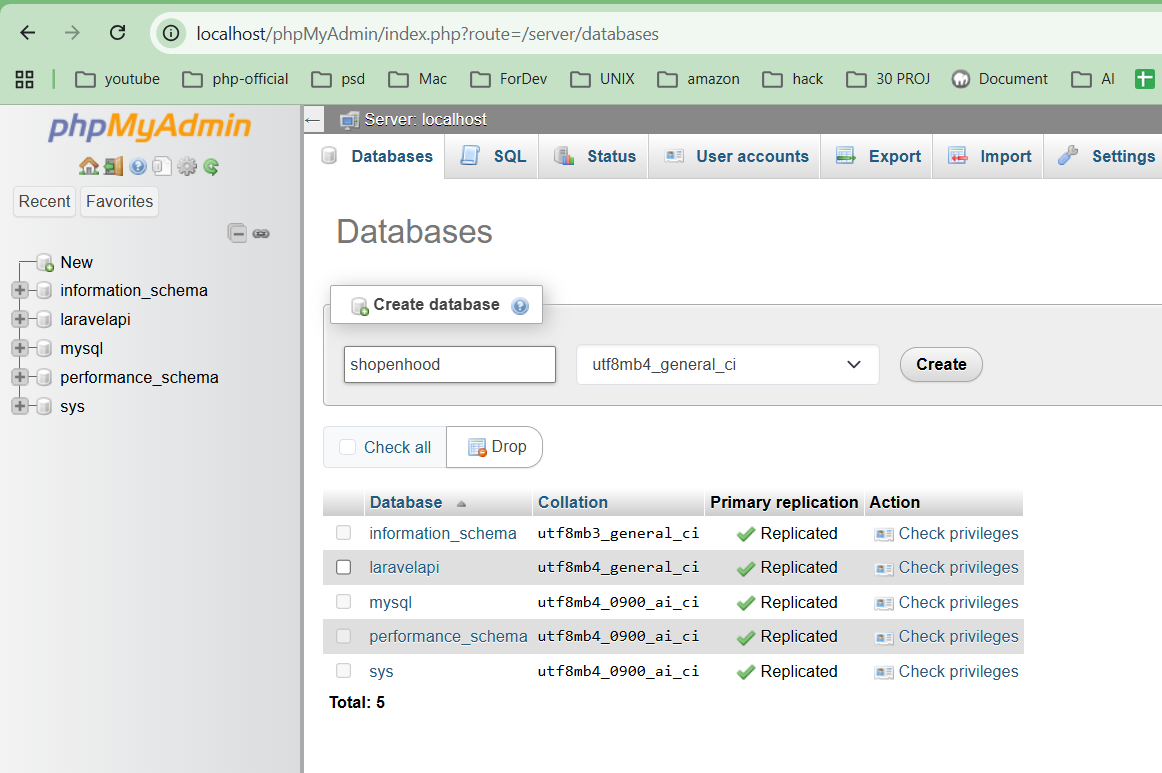 localhost/phpMyAdmin/index.php?route=/server/databases
youtube php-official psd Mac ForDev UNIX amazon hack 30 PROJ Document AI
phpMyAdmin
Recent Favorites
New
information_schema
laravelapi
mysql
performance_schema
sys
Server: localhost
Databases SQL Status User accounts Export Import Settings
Databases
Create database
shopenhood utf8mb4_general_ci Create
Check all Drop
Database Collation Primary replication Action
information_schema utf8mb3_general_ci Replicated Check privileges
laravelapi utf8mb4_general_ci Replicated Check privileges
mysql utf8mb4_0900_ai_ci Replicated Check privileges
performance_schema utf8mb4_0900_ai_ci Replicated Check privileges
sys utf8mb4_0900_ai_ci Replicated Check privileges
Total: 5